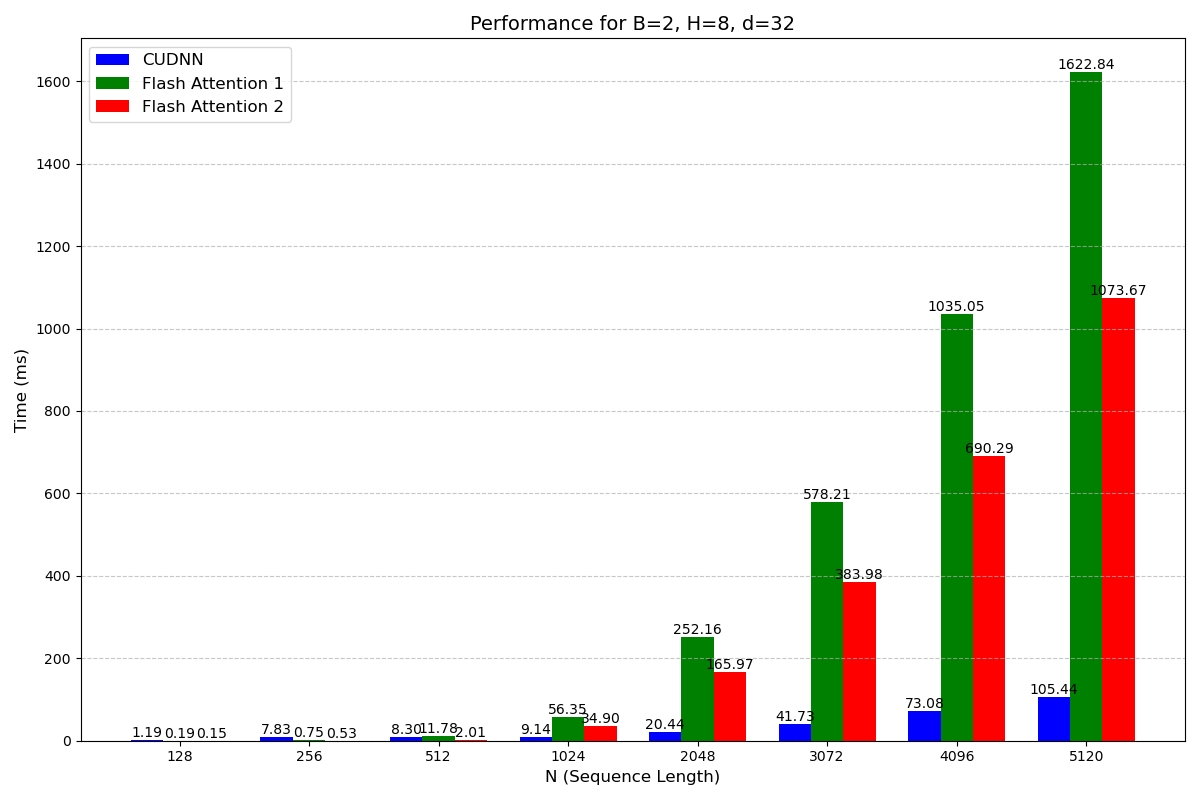 Performance for B=2, H=8, d=32
CUDNN
Flash Attention 1
Flash Attention 2
Time (ms)
1600
1400
1200
1000
800
600
400
200
0
1.19 0.19 0.15
7.83 0.75 0.53
8.30 11.78 2.01
9.14 56.35 34.90
20.44 252.16 165.97
41.73 578.21 383.98
73.08 1035.05 690.29
105.44 1622.84 1073.67
128 256 512 1024 2048 3072 4096 5120
N (Sequence Length)